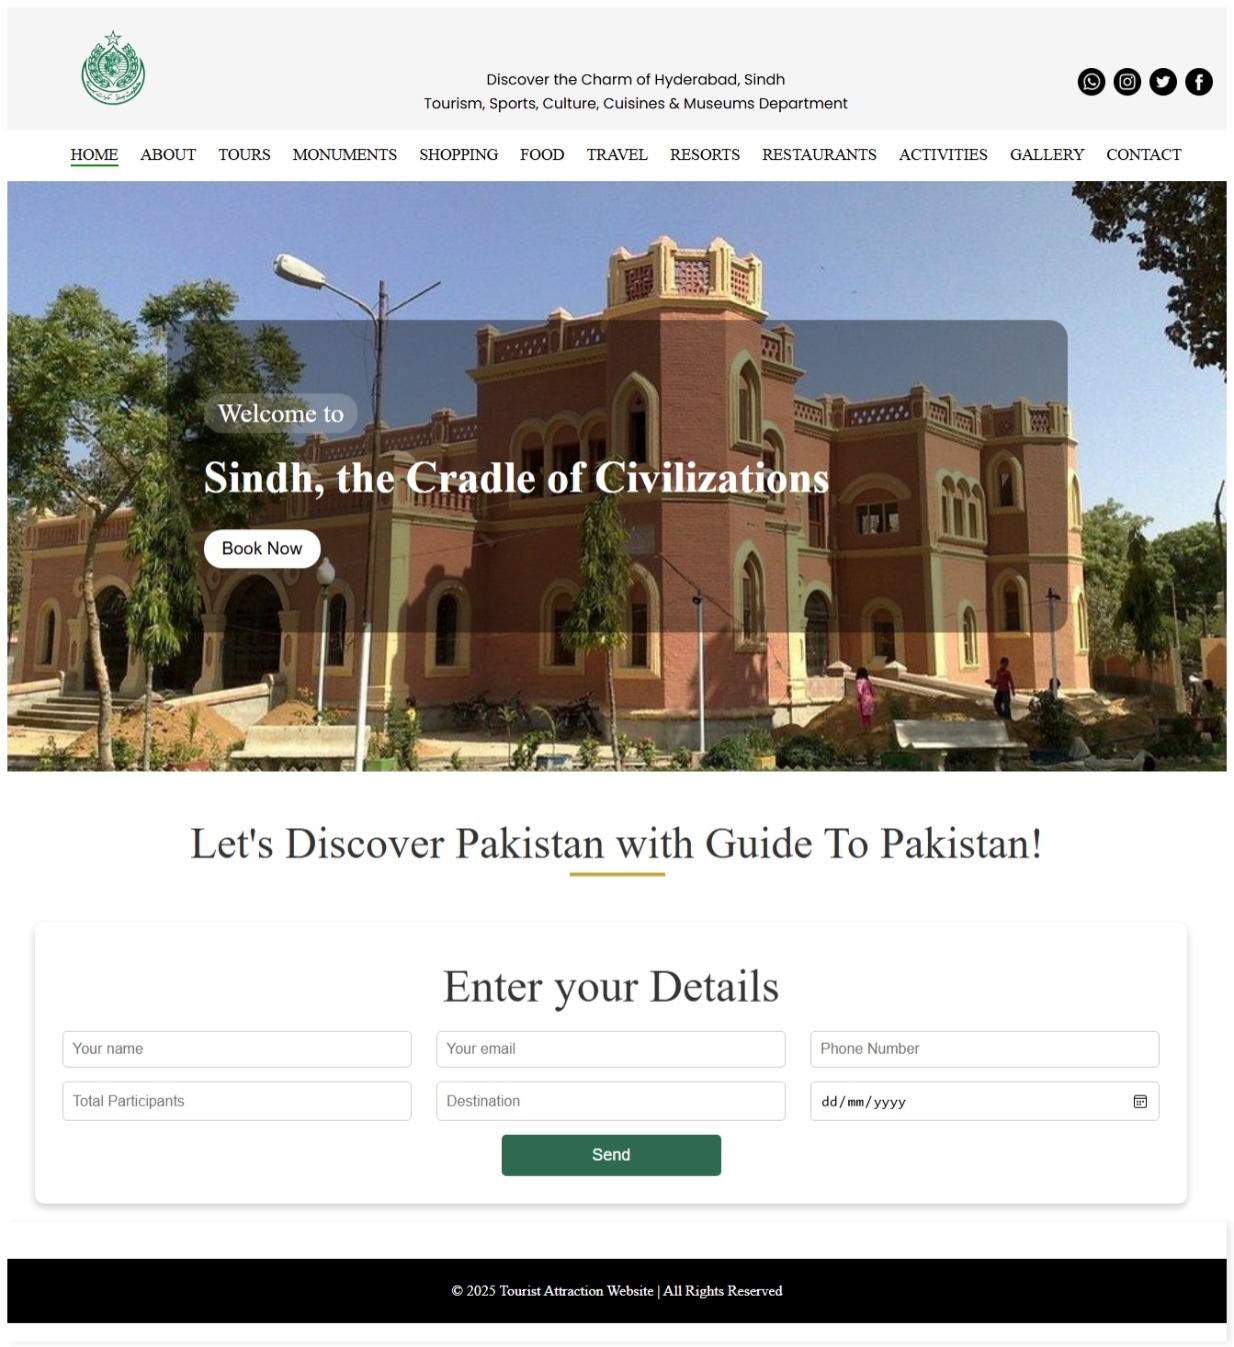 Discover the Charm of Hyderabad, Sindh
Tourism, Sports, Culture, Cuisines & Museums Department
HOME ABOUT TOURS MONUMENTS SHOPPING FOOD TRAVEL RESORTS RESTAURANTS ACTIVITIES GALLERY CONTACT
Welcome to
Sindh, the Cradle of Civilizations
Book Now
Let's Discover Pakistan with Guide To Pakistan!
Enter your Details
Your name Your email Phone Number
Total Participants Destination dd/mm/yyyy
Send
© 2025 Tourist Attraction Website | All Rights Reserved